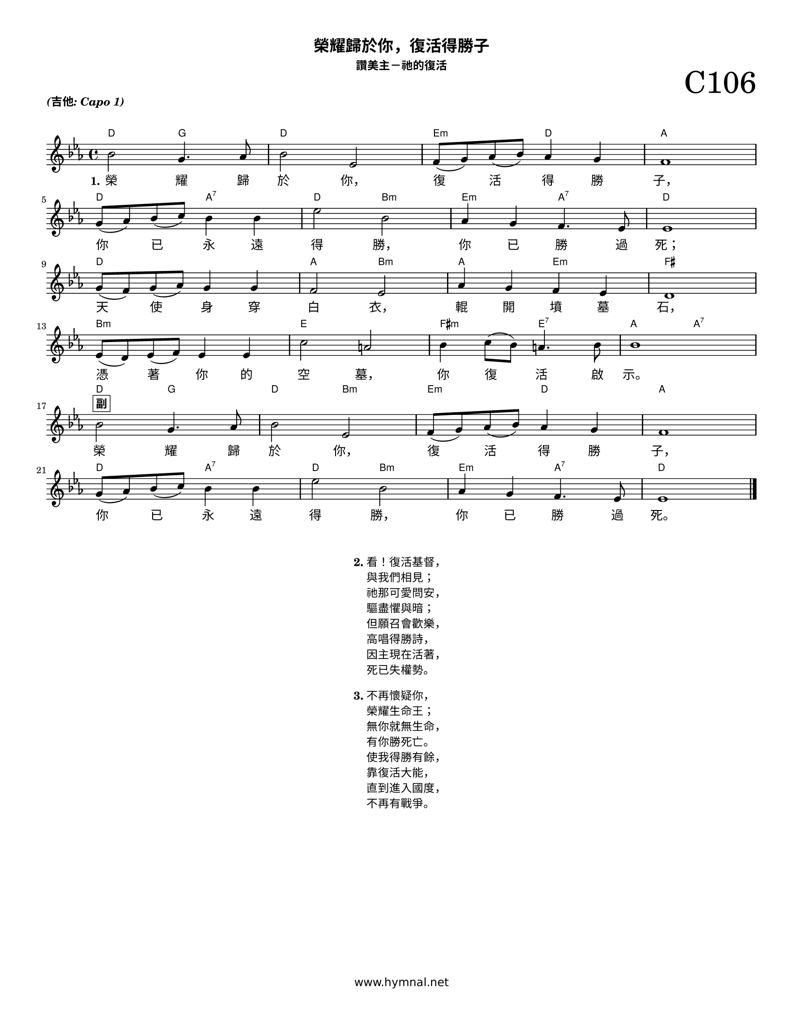 榮耀歸於你，復活得勝子
讚美主－祂的復活
C106
(吉他: Capo 1)
D G D Em D A
1. 榮 耀 歸 於 你， 復 活 得 勝 子，
5 D A7 D Bm Em A7 D
你 已 永 遠 得 勝， 你 已 勝 過 死；
9 D A Bm A Em F#
天 使 身 穿 白 衣， 輥 開 墳 墓 石，
13 Bm E F#m E7 A A7
憑 著 你 的 空 墓， 你 復 活 啟 示。
D G D Bm Em D A
17 副
榮 耀 歸 於 你， 復 活 得 勝 子，
21 D A7 D Bm Em A7 D
你 已 永 遠 得 勝， 你 已 勝 過 死。
2. 看！復活基督，
與我們相見；
祂那可愛問安，
驅盡懼與暗；
但願召會歡樂，
高唱得勝詩，
因主現在活著，
死已失權勢。
3. 不再懷疑你，
榮耀生命王；
無你就無生命，
有你勝死亡。
使我得勝有餘，
靠復活大能，
直到進入國度，
不再有戰爭。
www.hymnal.net